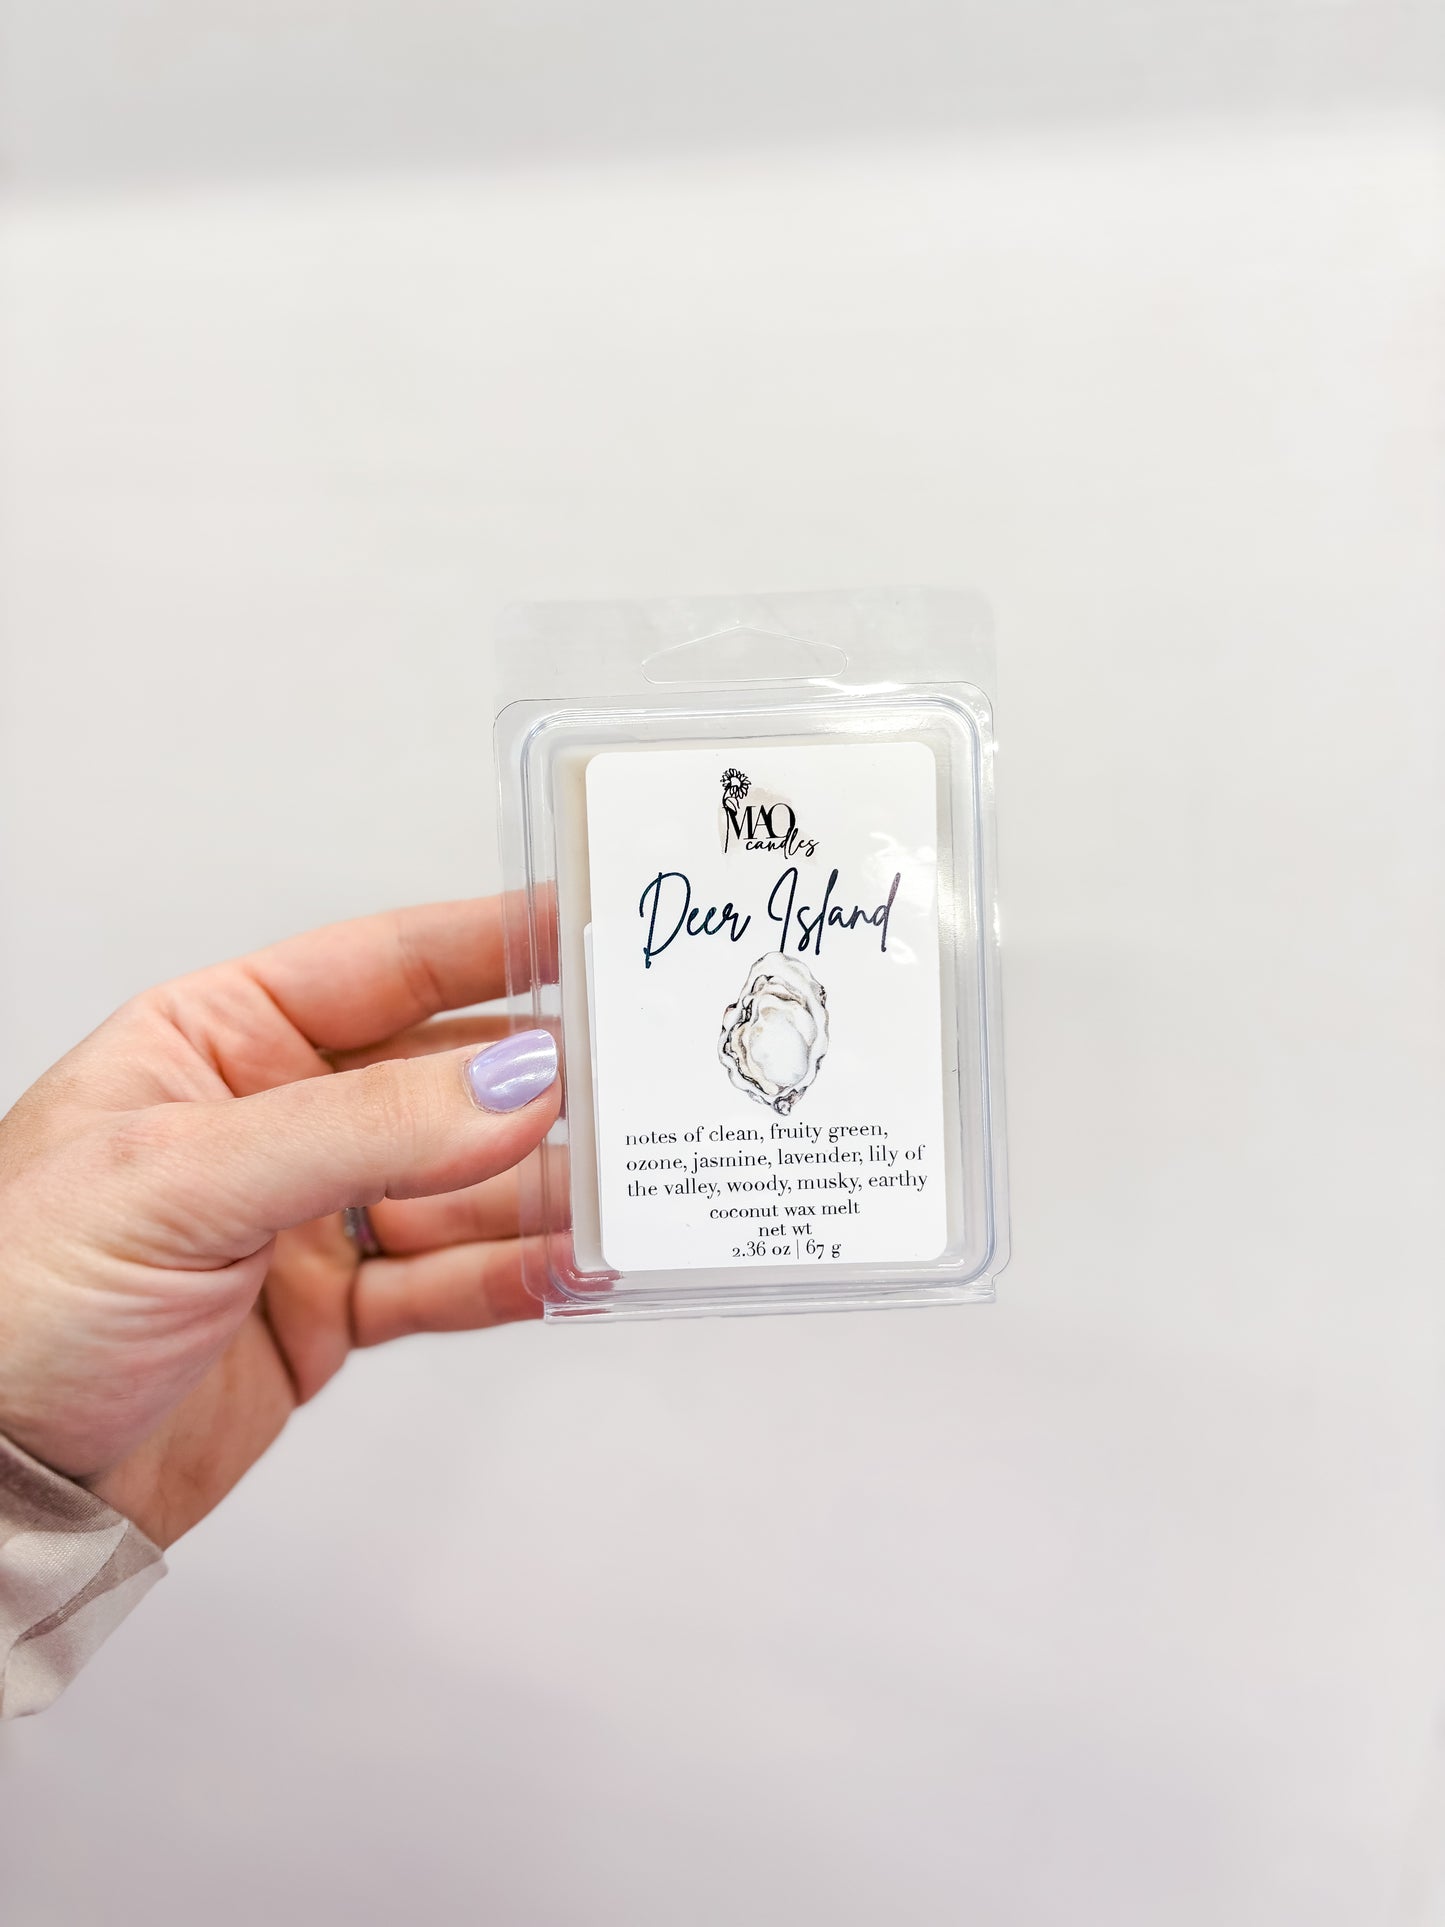 MAO
candles
Deer Island
notes of clean, fruity green,
ozone, jasmine, lavender, lily of
the valley, woody, musky, earthy
coconut wax melt
net wt
2.36 oz | 67 g